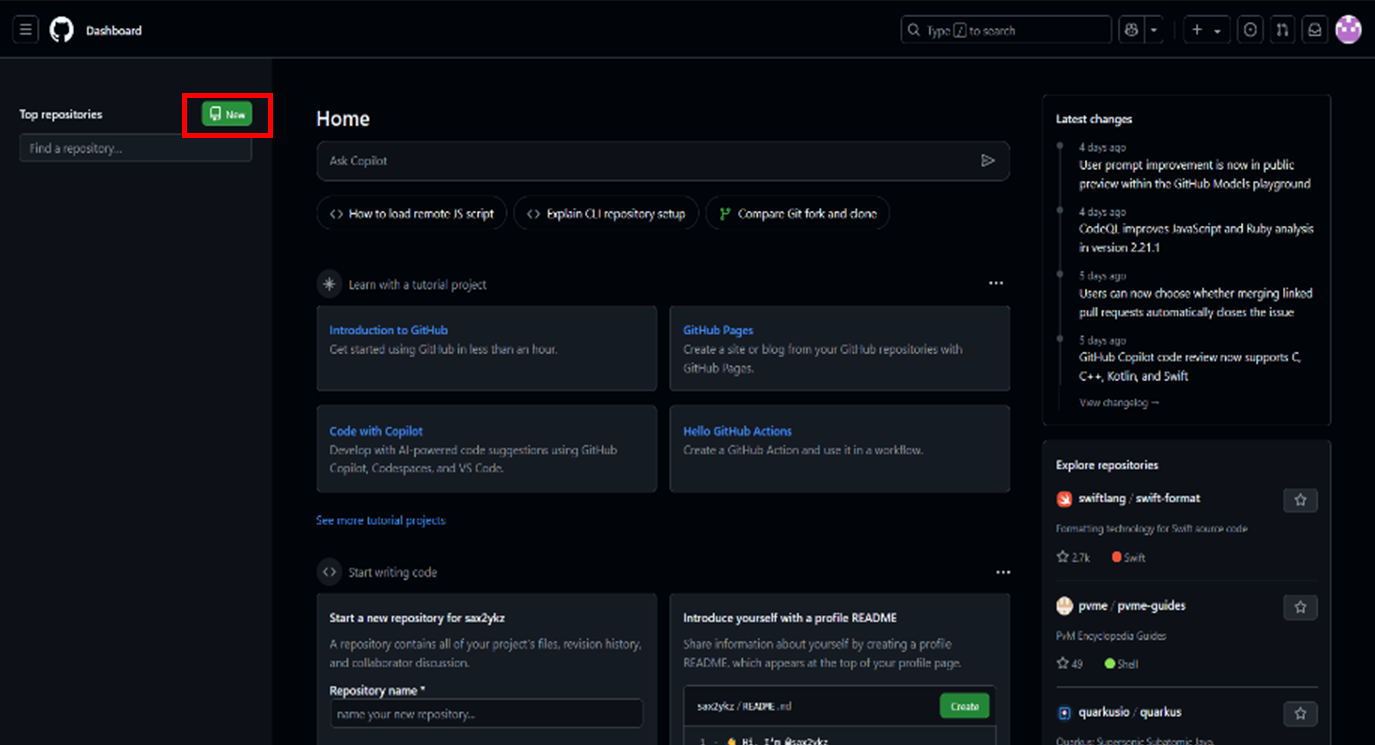 Dashboard
Type / to search
Top repositories
New
Find a repository...
Home
Ask Copilot
How to load remote JS script
Explain CLI repository setup
Compare Git fork and clone
Learn with a tutorial project
Introduction to GitHub
Get started using GitHub in less than an hour.
GitHub Pages
Create a site or blog from your GitHub repositories with
GitHub Pages.
Code with Copilot
Develop with AI-powered code suggestions using GitHub
Copilot, Codespaces, and VS Code.
Hello GitHub Actions
Create a GitHub Action and use it in a workflow.
See more tutorial projects
Start writing code
Start a new repository for sax2ykz
A repository contains all of your project's files, revision history,
and collaborator discussion.
Repository name *
name your new repository...
Introduce yourself with a profile README
Share information about yourself by creating a profile
README, which appears at the top of your profile page.
sax2ykz / README .md
Create
1 - 👋 Hi, I'm @sax2ykz
Latest changes
4 days ago
User prompt improvement is now in public
preview within the GitHub Models playground
4 days ago
CodeQL improves JavaScript and Ruby analysis
in version 2.21.1
5 days ago
Users can now choose whether merging linked
pull requests automatically closes the issue
5 days ago
GitHub Copilot code review now supports C,
C++, Kotlin, and Swift
View changelog →
Explore repositories
swiftlang / swift-format
Formatting technology for Swift source code
2.7k
Swift
pvme / pvme-guides
PvM Encyclopedia Guides
49
Shell
quarkusio / quarkus
Quarkus: Supersonic Subatomic Java.